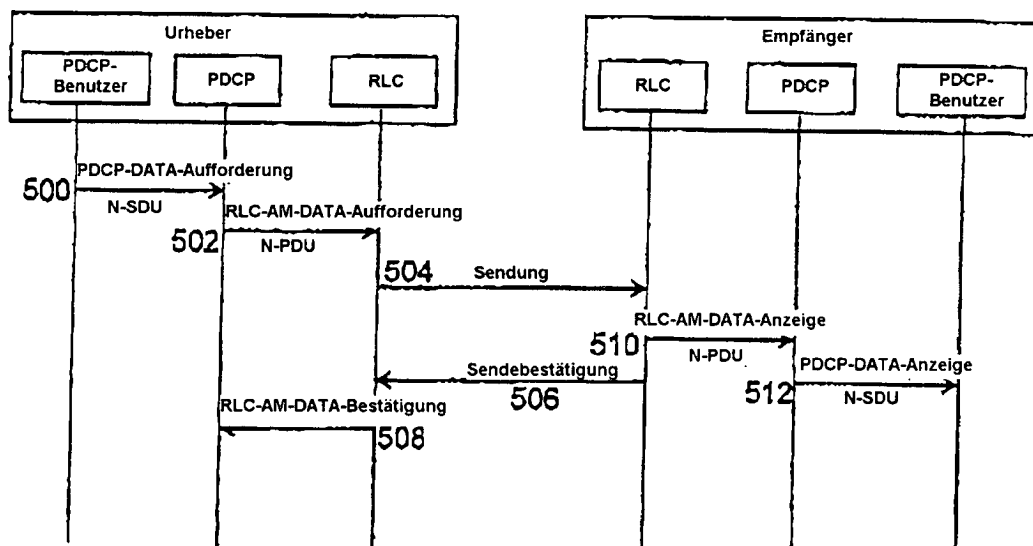 Urheber
Empfänger
PDCP-
Benutzer
PDCP
RLC
RLC
PDCP
PDCP-
Benutzer
PDCP-DATA-Aufforderung
500
N-SDU
RLC-AM-DATA-Aufforderung
502
N-PDU
504
Sendung
RLC-AM-DATA-Anzeige
510
N-PDU
Sendebestätigung
506
PDCP-DATA-Anzeige
512
N-SDU
RLC-AM-DATA-Bestätigung
508